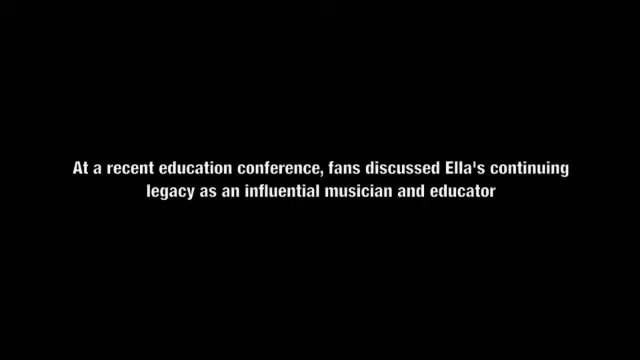 At a recent education conference, fans discussed Ella's continuing
legacy as an influential musician and educator